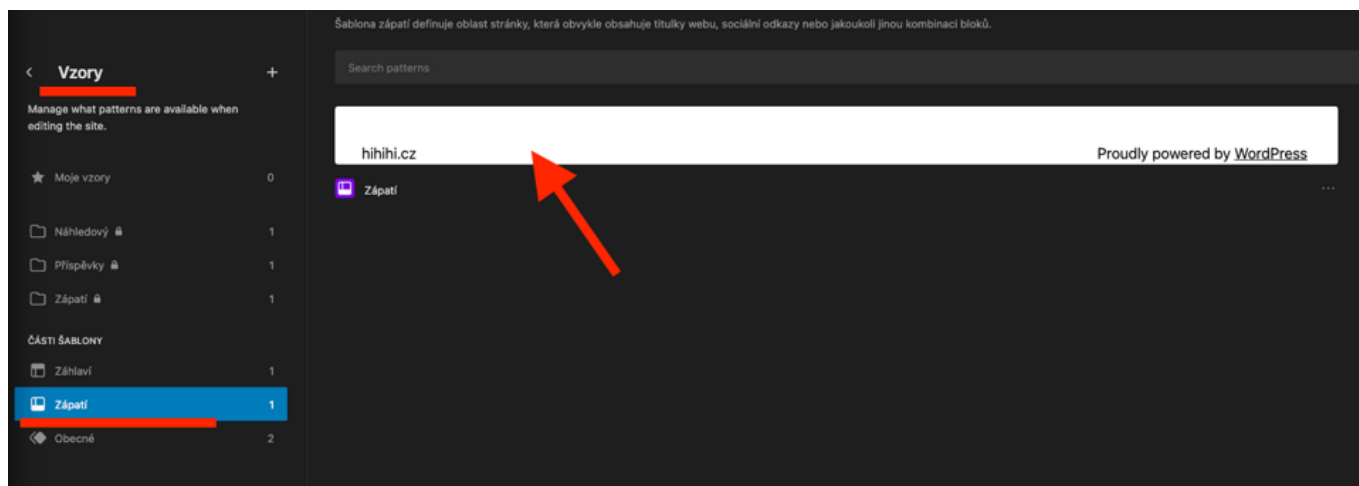 Šablona zápatí definuje oblast stránky, která obvykle obsahuje titulky webu, sociální odkazy nebo jakoukoli jinou kombinaci bloků.
Vzory
Manage what patterns are available when
editing the site.
Moje vzory 0
Náhledový 1
Příspěvky 1
Zápatí 1
ČÁSTI ŠABLONY
Záhlaví 1
Zápatí 1
Obecné 2
Search patterns
hihihi.cz Proudly powered by WordPress
Zápatí